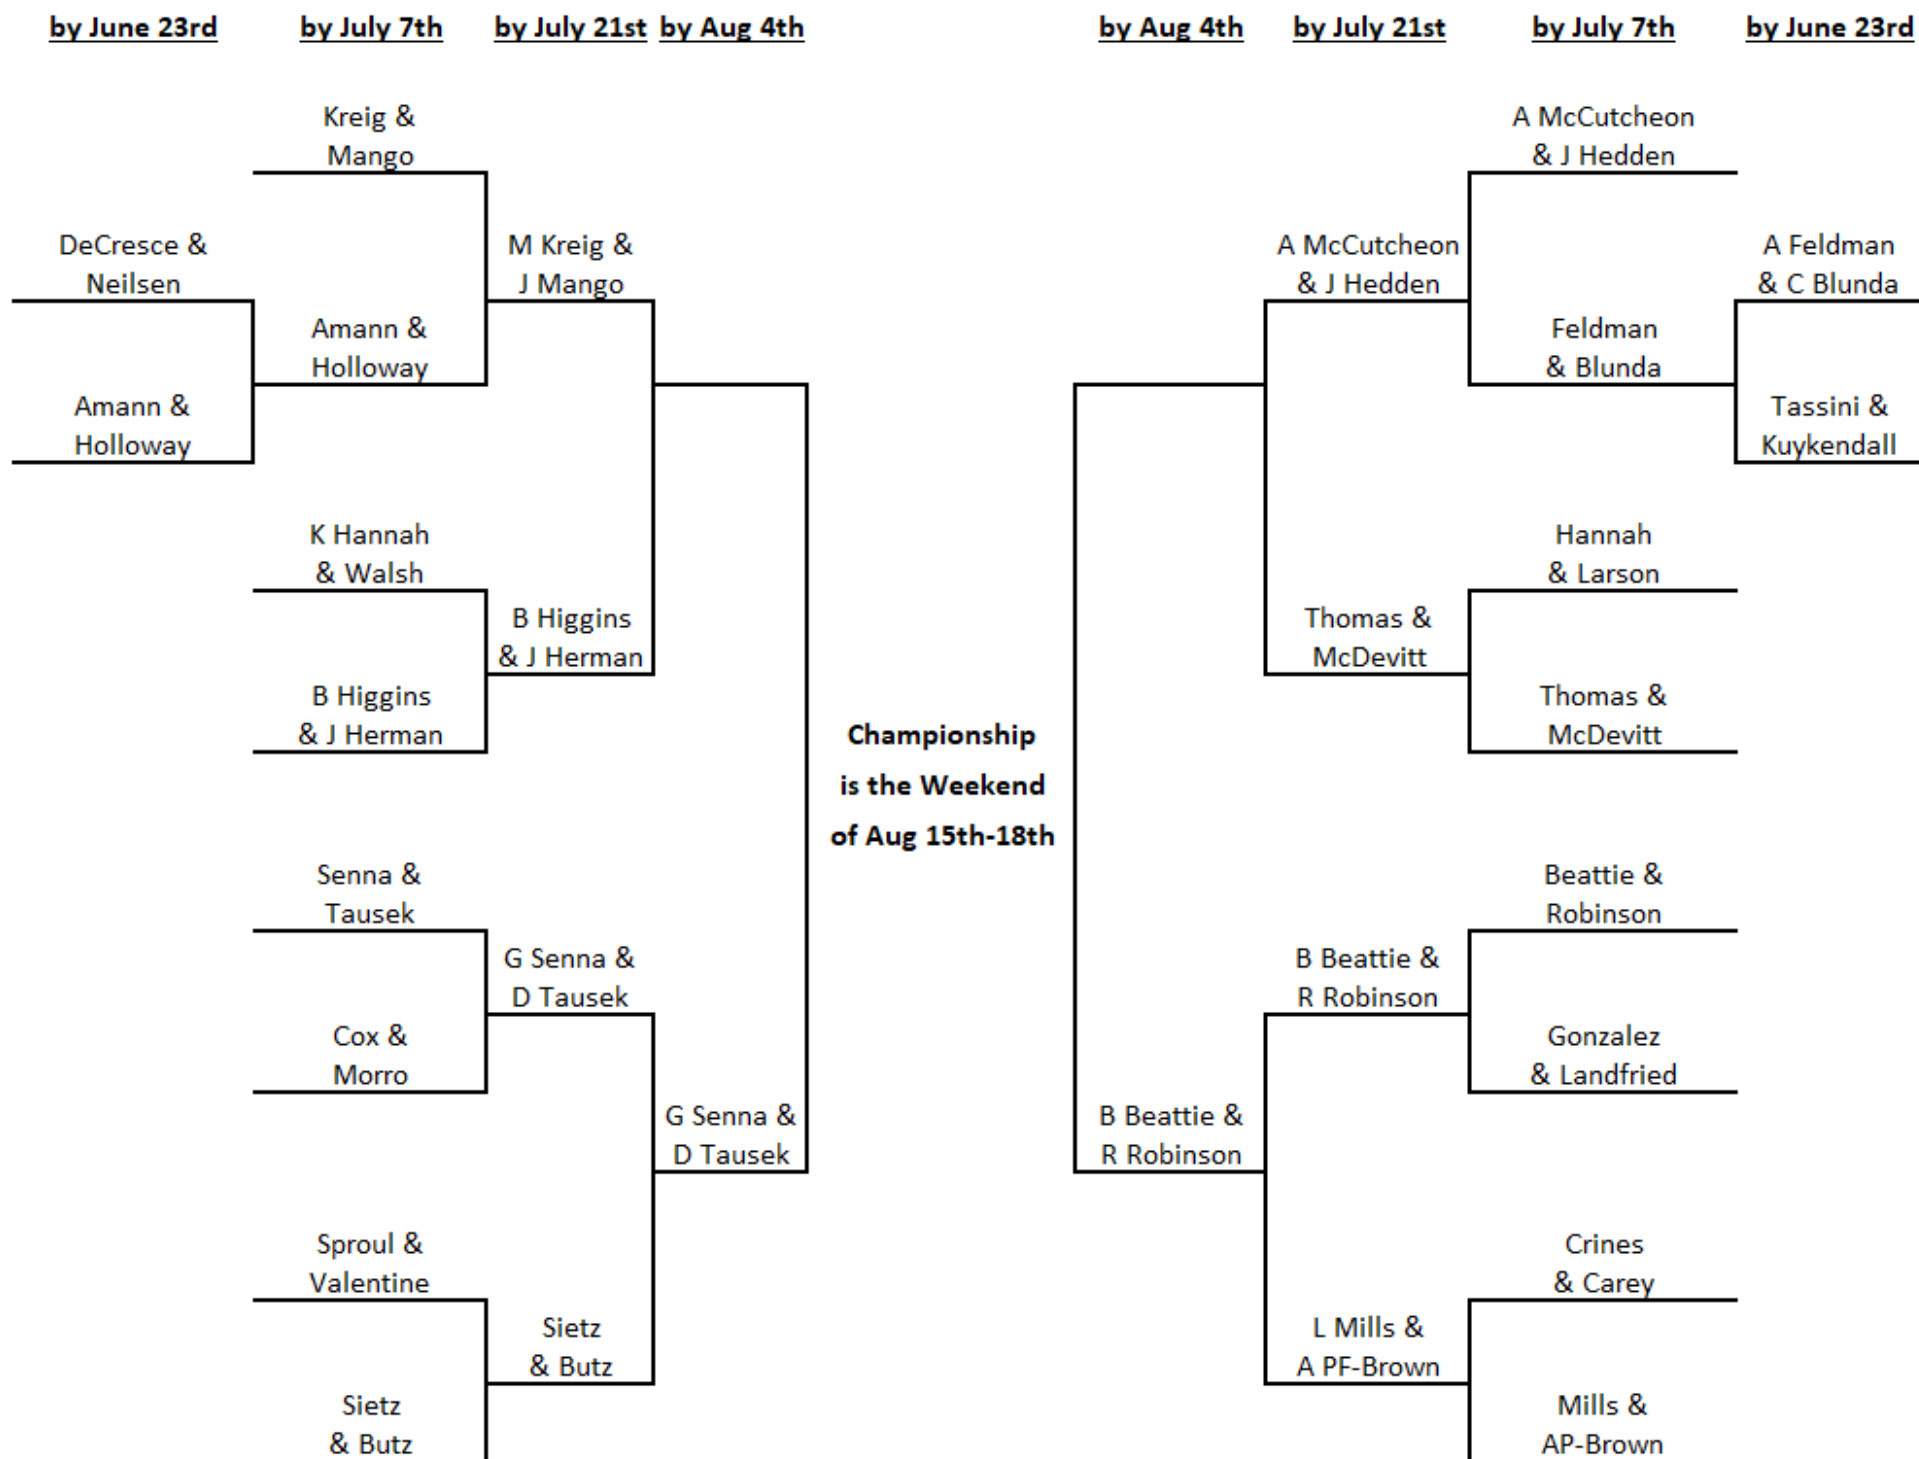 by June 23rd by July 7th by July 21st by Aug 4th by Aug 4th by July 21st by July 7th by June 23rd
Kreig &
Mango
DeCresce &
Neilsen
Amann &
Holloway
Amann &
Holloway
M Kreig &
J Mango
K Hannah
& Walsh
B Higgins
& J Herman
B Higgins
& J Herman
Senna &
Tausek
Cox &
Morro
G Senna &
D Tausek
G Senna &
D Tausek
Sproul &
Valentine
Sietz
& Butz
Sietz
& Butz
Championship
is the Weekend
of Aug 15th-18th
A McCutcheon
& J Hedden
A McCutcheon
& J Hedden
A Feldman
& C Blunda
Feldman
& Blunda
Tassini &
Kuykendall
Hannah
& Larson
Thomas &
McDevitt
Thomas &
McDevitt
Beattie &
Robinson
B Beattie &
R Robinson
Gonzalez
& Landfried
B Beattie &
R Robinson
Crines
& Carey
L Mills &
A PF-Brown
Mills &
AP-Brown